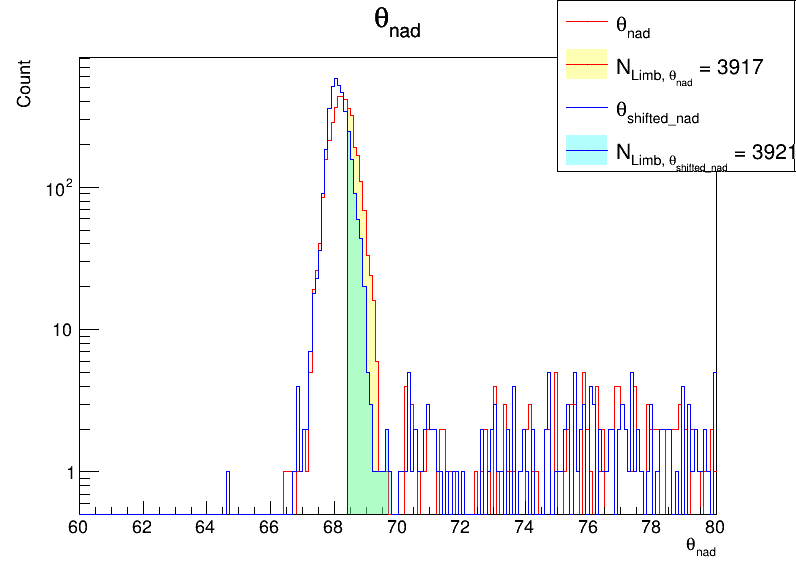 θnad
θnad
NLimb, θnad = 3917
θshifted_nad
NLimb, θshifted_nad = 3921
Count
10²
10
1
60 62 64 66 68 70 72 74 76 78 80
θnad